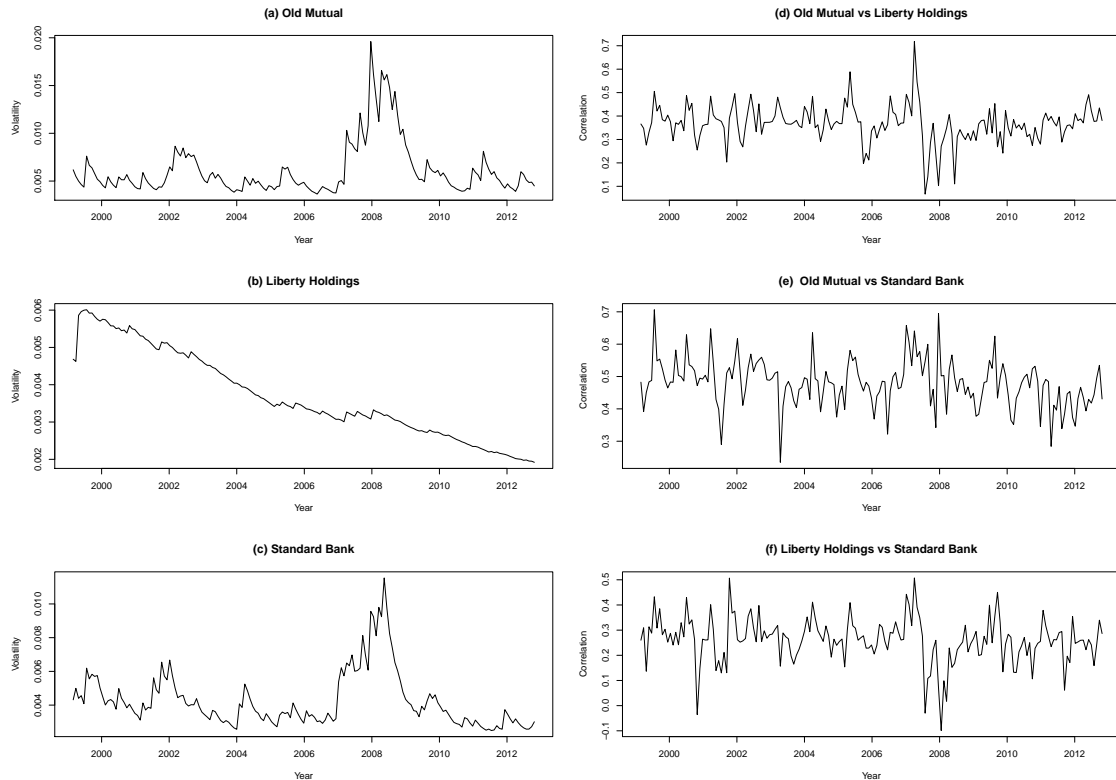 (a) Old Mutual
Volatility
0.020
0.015
0.010
0.005
2000 2002 2004 2006 2008 2010 2012
Year
(b) Liberty Holdings
Volatility
0.006
0.005
0.004
0.003
0.002
2000 2002 2004 2006 2008 2010 2012
Year
(c) Standard Bank
Volatility
0.010
0.008
0.006
0.004
2000 2002 2004 2006 2008 2010 2012
Year
(d) Old Mutual vs Liberty Holdings
Correlation
0.7
0.6
0.5
0.4
0.3
0.2
0.1
2000 2002 2004 2006 2008 2010 2012
Year
(e) Old Mutual vs Standard Bank
Correlation
0.7
0.6
0.5
0.4
0.3
2000 2002 2004 2006 2008 2010 2012
Year
(f) Liberty Holdings vs Standard Bank
Correlation
0.5
0.4
0.3
0.2
0.1
0.0
−0.1
2000 2002 2004 2006 2008 2010 2012
Year